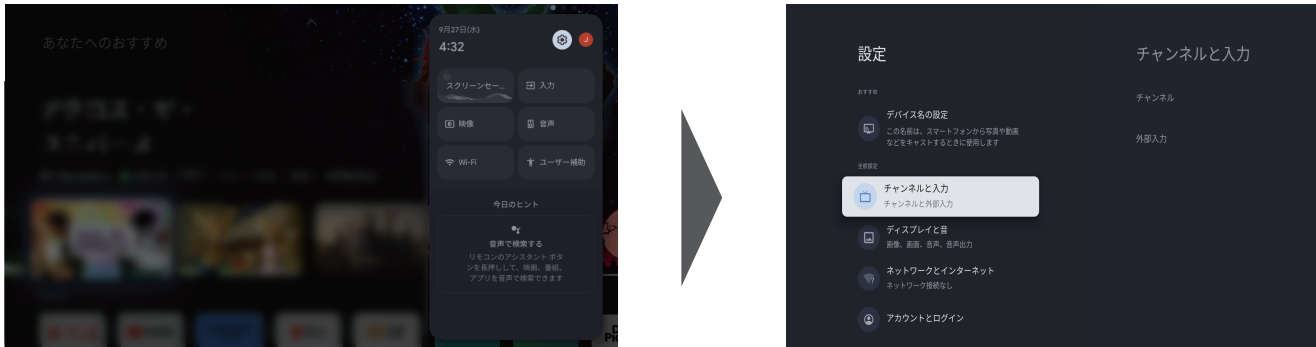 あなたへのおすすめ
9月27日(水)
4:32
J
スクリーンセー...
入力
映像
音声
Wi-Fi
ユーザー補助
今日のヒント
音声で検索する
リモコンのアシスタント ボタ
ンを長押しして、映画、番組、
アプリを音声で検索できます
設定
おすすめ
デバイス名の設定
この名前は、スマートフォンから写真や動画
などをキャストするときに使用します
全般設定
チャンネルと入力
チャンネルと外部入力
ディスプレイと音
画像、画面、音声、音声出力
ネットワークとインターネット
ネットワーク接続なし
アカウントとログイン
チャンネルと入力
チャンネル
外部入力